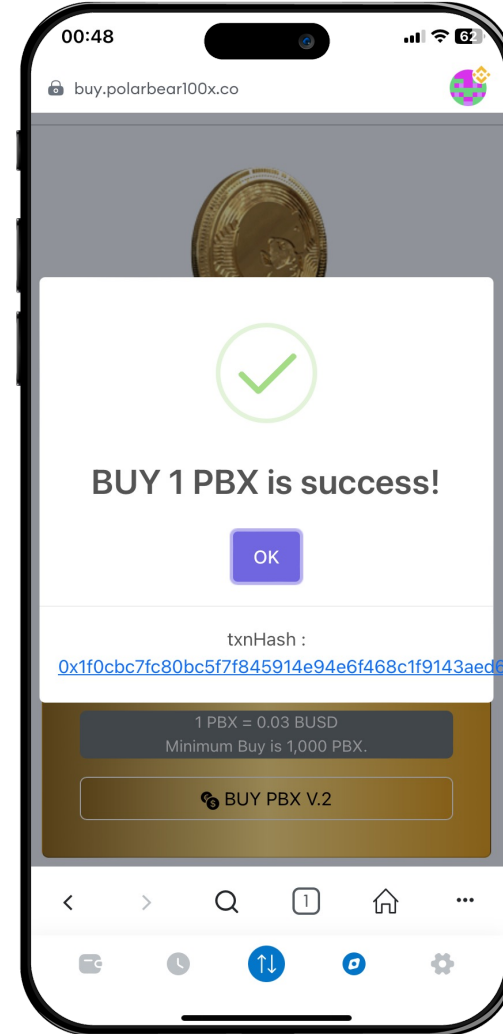 00:48
62
buy.polarbear100x.co
BUY 1 PBX is success!
OK
txnHash :
0x1f0cbc7fc80bc5f7f845914e94e6f468c1f9143aed6
1 PBX = 0.03 BUSD
Minimum Buy is 1,000 PBX.
BUY PBX V.2
1